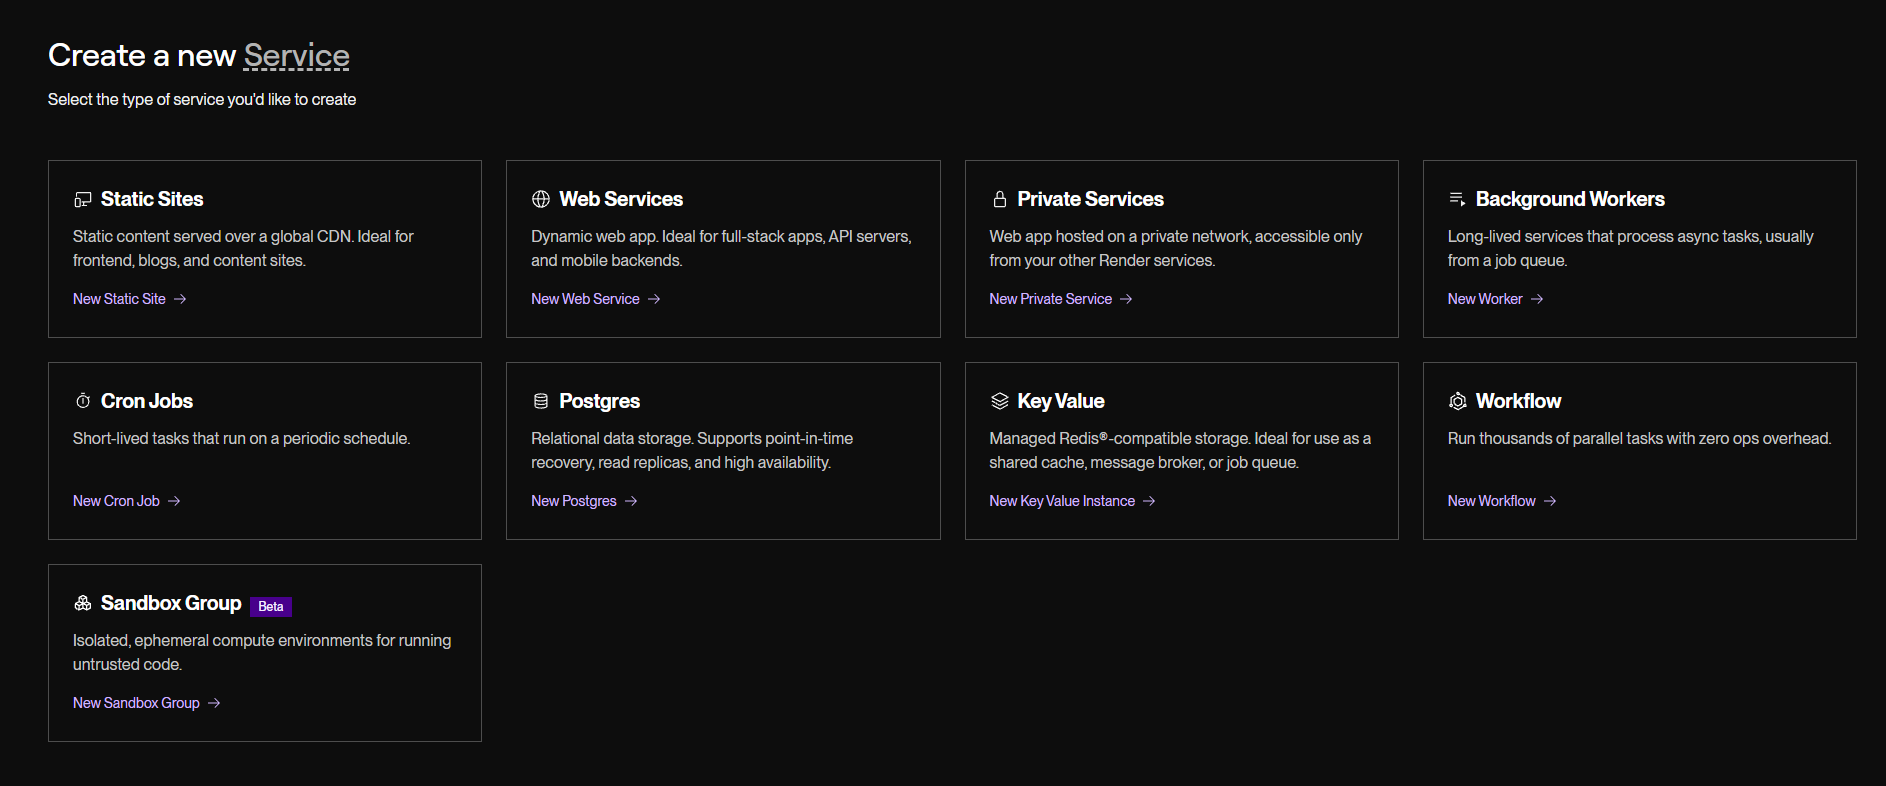 Create a new Service
Select the type of service you'd like to create
Static Sites
Static content served over a global CDN. Ideal for
frontend, blogs, and content sites.
New Static Site →
Web Services
Dynamic web app. Ideal for full-stack apps, API servers,
and mobile backends.
New Web Service →
Private Services
Web app hosted on a private network, accessible only
from your other Render services.
New Private Service →
Background Workers
Long-lived services that process async tasks, usually
from a job queue.
New Worker →
Cron Jobs
Short-lived tasks that run on a periodic schedule.
New Cron Job →
Postgres
Relational data storage. Supports point-in-time
recovery, read replicas, and high availability.
New Postgres →
Key Value
Managed Redis®-compatible storage. Ideal for use as a
shared cache, message broker, or job queue.
New Key Value Instance →
Workflow
Run thousands of parallel tasks with zero ops overhead.
New Workflow →
Sandbox Group Beta
Isolated, ephemeral compute environments for running
untrusted code.
New Sandbox Group →